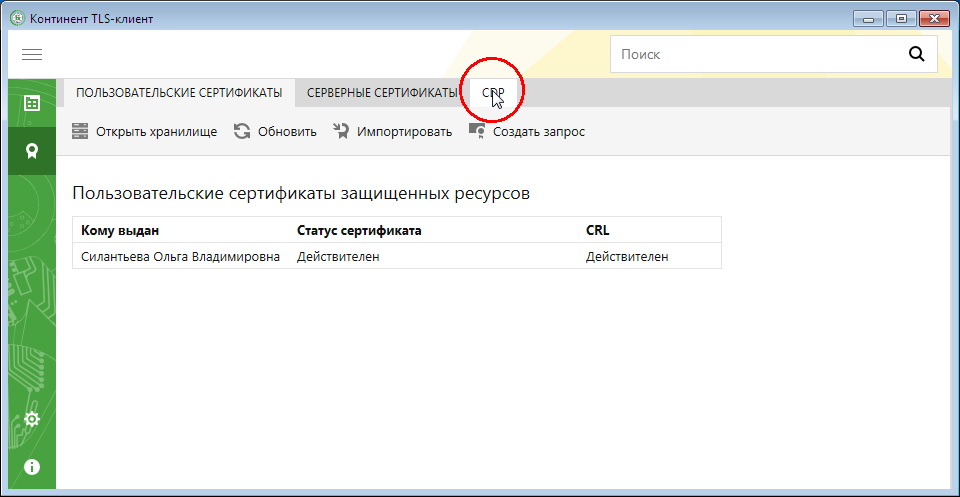 Континент TLS-клиент
Поиск
ПОЛЬЗОВАТЕЛЬСКИЕ СЕРТИФИКАТЫ СЕРВЕРНЫЕ СЕРТИФИКАТЫ CDP
Открыть хранилище Обновить Импортировать Создать запрос
Пользовательские сертификаты защищенных ресурсов
Кому выдан Статус сертификата CRL
Силантьева Ольга Владимировна Действителен Действителен